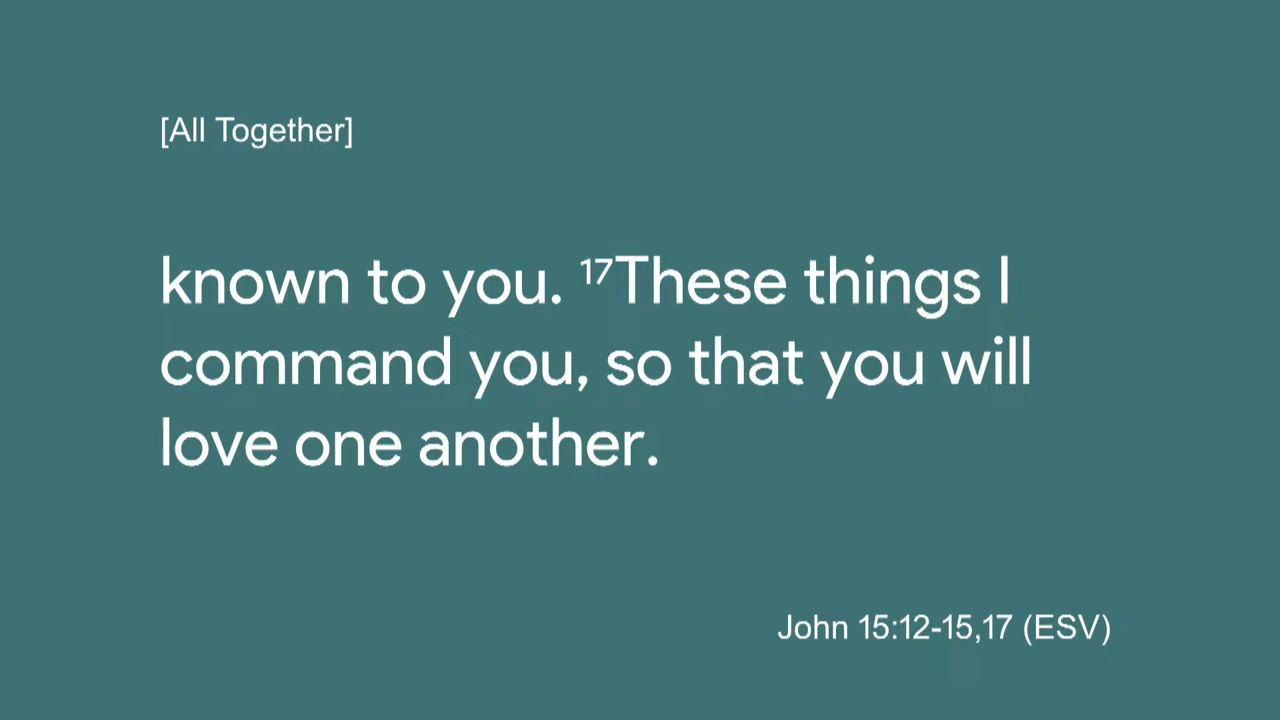 [All Together]
known to you. ¹⁷These things I
command you, so that you will
love one another.
John 15:12-15,17 (ESV)